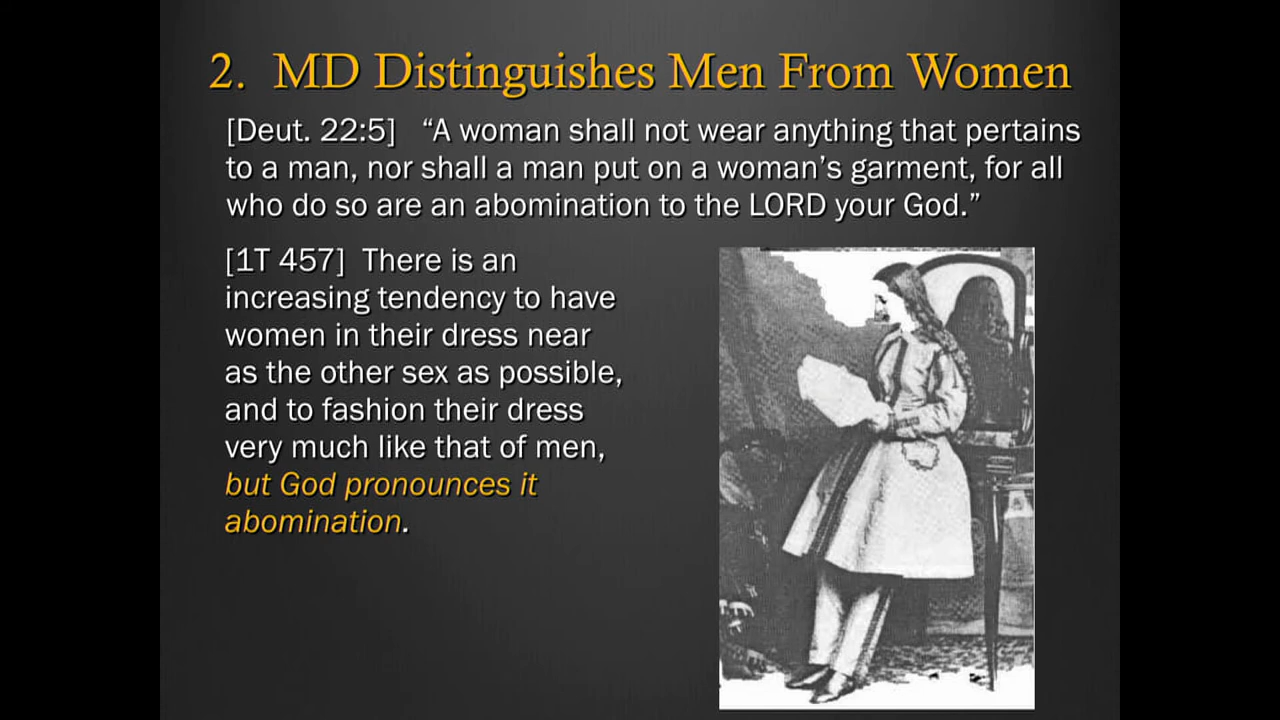 2. MD Distinguishes Men From Women
[Deut. 22:5] “A woman shall not wear anything that pertains
to a man, nor shall a man put on a woman’s garment, for all
who do so are an abomination to the LORD your God.”
[1T 457] There is an
increasing tendency to have
women in their dress near
as the other sex as possible,
and to fashion their dress
very much like that of men,
but God pronounces it
abomination.